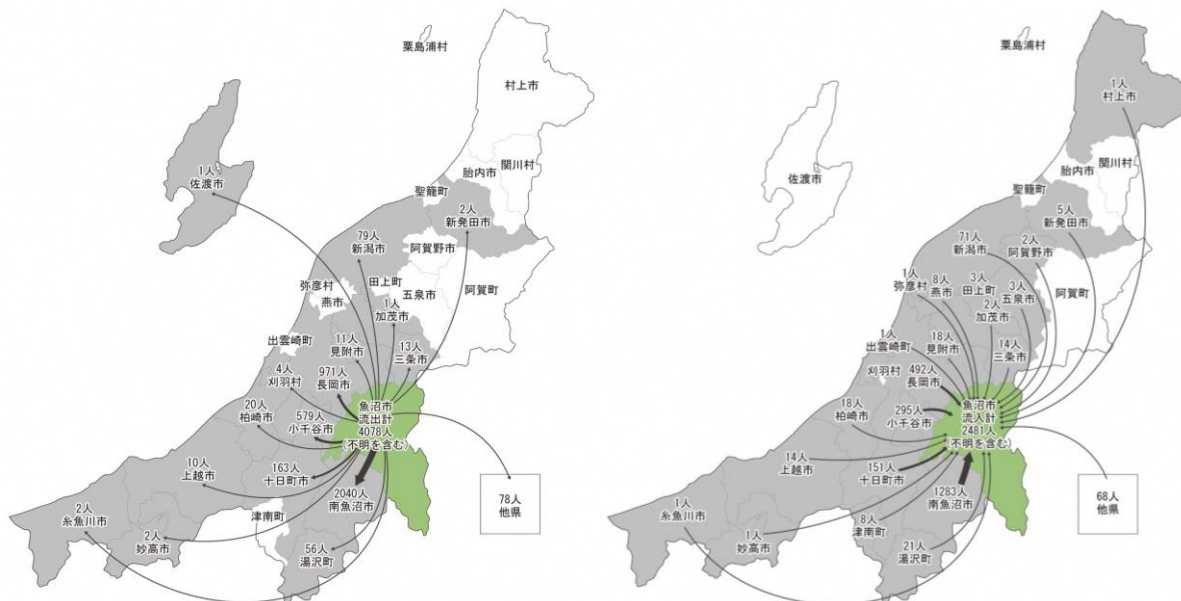 粟島浦村
村上市
関川村
胎内市
聖籠町
1人
佐渡市
2人
新発田市
79人
新潟市
阿賀野市
弥彦村
燕市
田上町
五泉市
阿賀町
1人
加茂市
出雲崎町
11人
見附市
13人
三条市
4人
刈羽村
971人
長岡市
20人
柏崎市
579人
小千谷市
魚沼市
流出計
4078人
(不明を含む)
10人
上越市
163人
十日町市
2040人
南魚沼市
2人
糸魚川市
2人
妙高市
津南町
56人
湯沢町
78人
他県
粟島浦村
1人
村上市
関川村
胎内市
聖籠町
佐渡市
5人
新発田市
71人
新潟市
2人
阿賀野市
1人
弥彦村
8人
燕市
3人
田上町
3人
五泉市
阿賀町
2人
加茂市
1人
出雲崎町
18人
見附市
14人
三条市
刈羽村
492人
長岡市
18人
柏崎市
295人
小千谷市
魚沼市
流入計
2481人
(不明を含む)
14人
上越市
151人
十日町市
1283人
南魚沼市
1人
糸魚川市
1人
妙高市
8人
津南町
21人
湯沢町
68人
他県